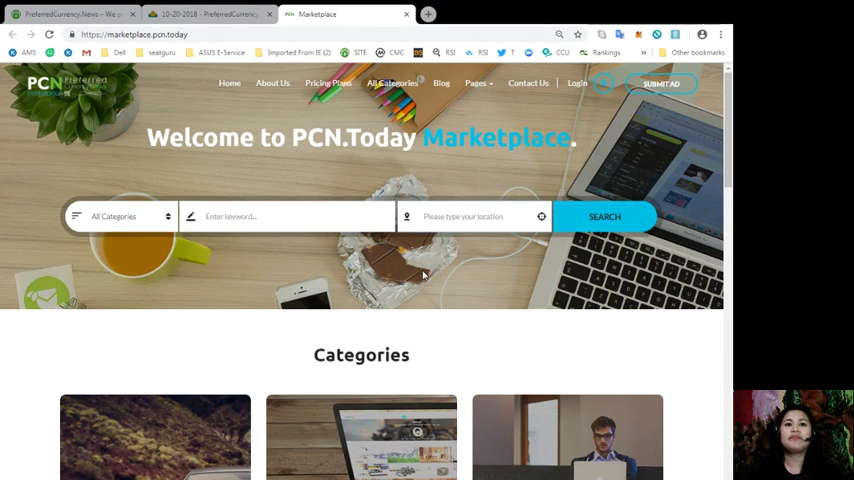 PreferredCurrency.News – We p
10-20-2018 - PreferredCurrency
Marketplace
https://marketplace.pcn.today
AMS
Dell
seatguru
ASUS E-Service
Imported From IE (2)
SITE
CMC
RSI
RSI
T
CCU
Rankings
Other bookmarks
PCN Preferred
Home
About Us
Pricing Plans
All Categories
Blog
Pages
Contact Us
Login
SUBMIT AD
Welcome to PCN.Today Marketplace.
All Categories
Enter keyword...
Please type your location
SEARCH
Categories